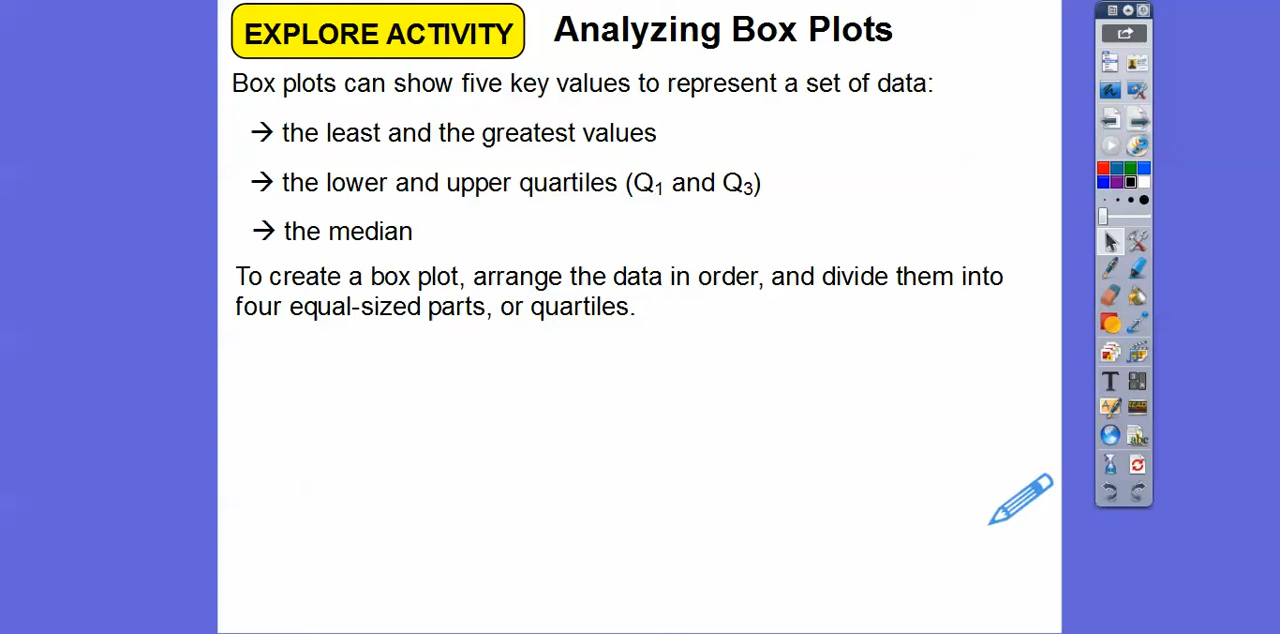 EXPLORE ACTIVITY Analyzing Box Plots
Box plots can show five key values to represent a set of data:
→ the least and the greatest values
→ the lower and upper quartiles (Q₁ and Q₃)
→ the median
To create a box plot, arrange the data in order, and divide them into
four equal-sized parts, or quartiles.